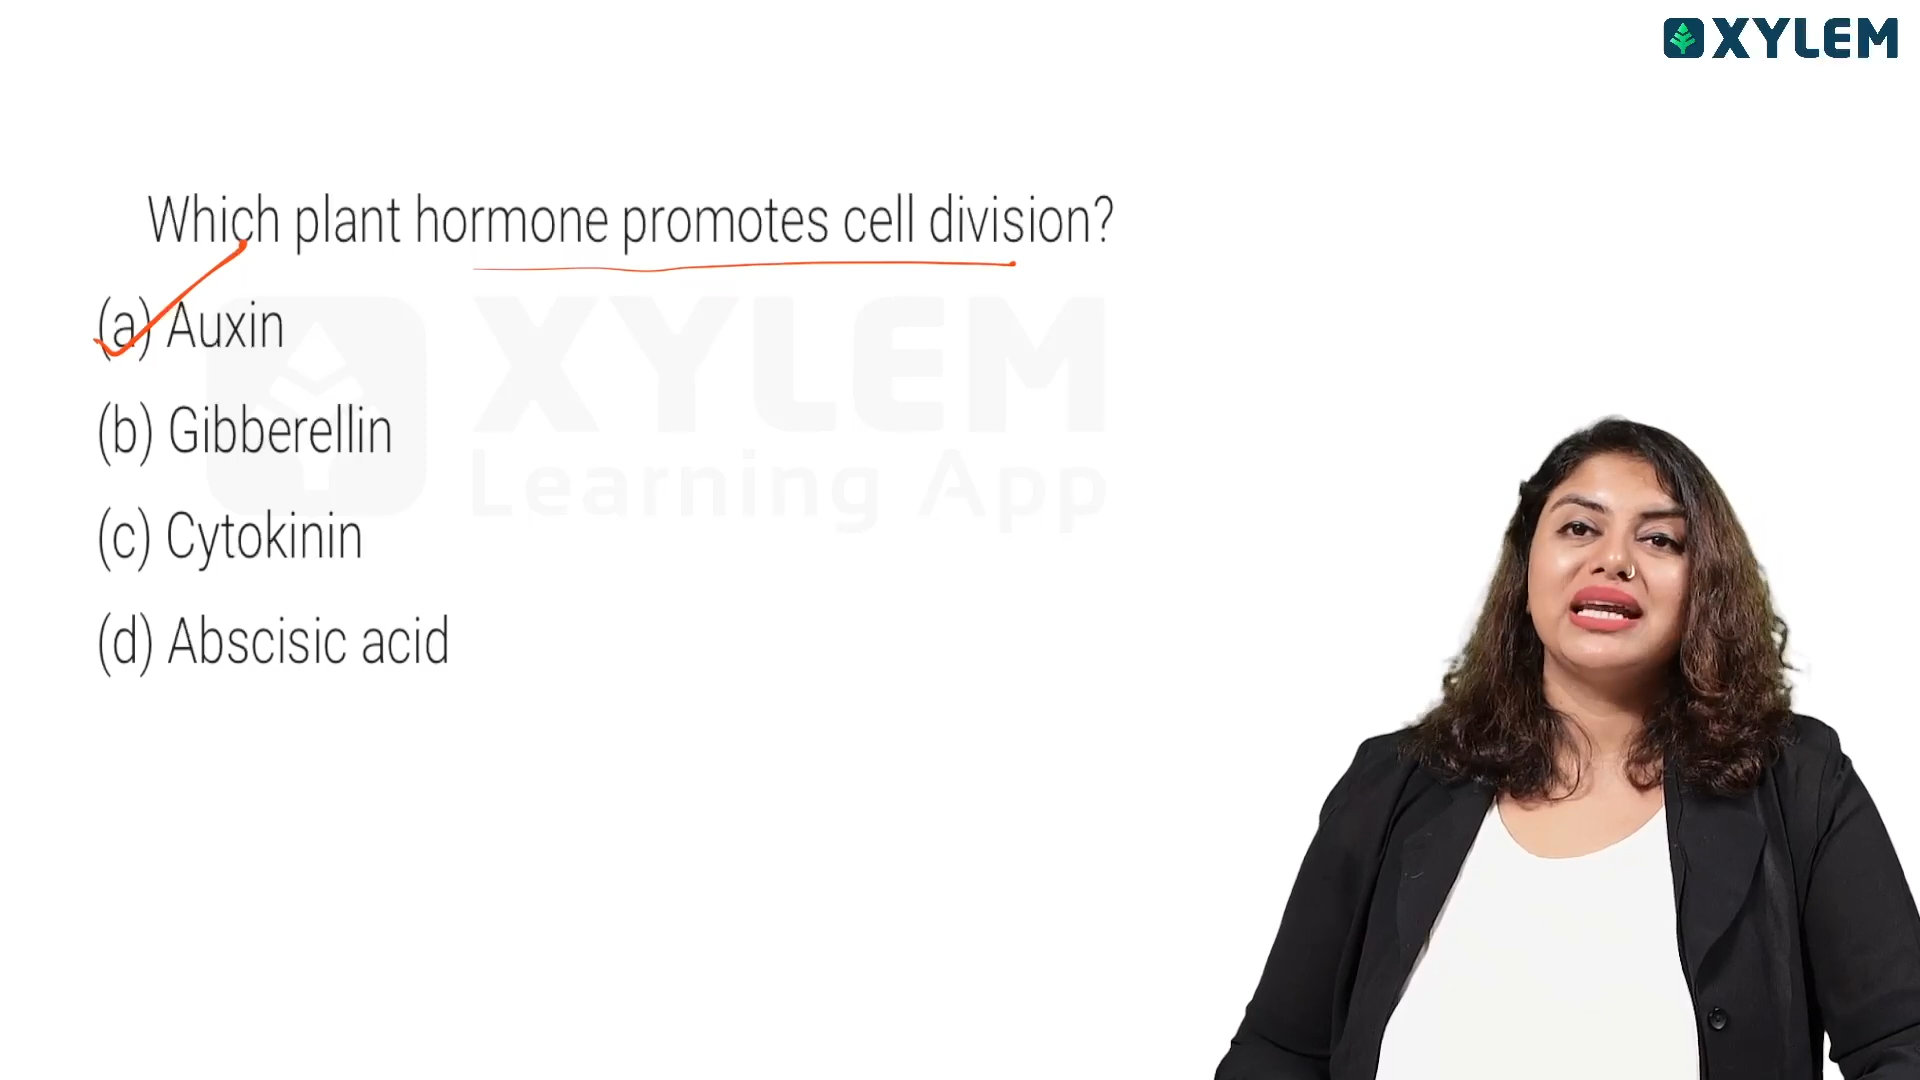 XYLEM
Which plant hormone promotes cell division?
(a) Auxin
(b) Gibberellin
(c) Cytokinin
(d) Abscisic acid
XYLEM
Learning App